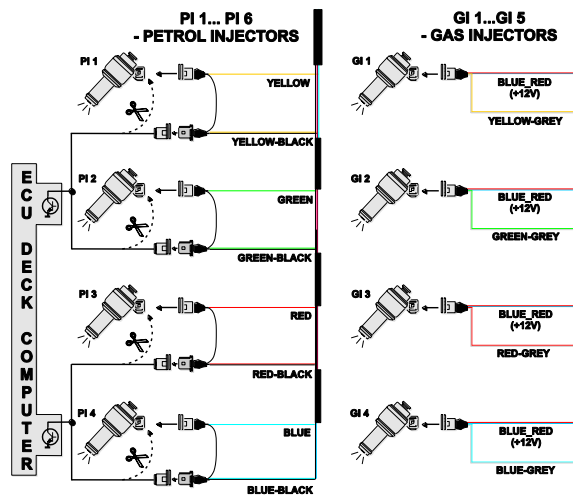 PI 1... PI 6
- PETROL INJECTORS
GI 1...GI 5
- GAS INJECTORS
PI 1
YELLOW
YELLOW-BLACK
PI 2
GREEN
GREEN-BLACK
PI 3
RED
RED-BLACK
PI 4
BLUE
BLUE-BLACK
GI 1
BLUE_RED
(+12V)
YELLOW-GREY
GI 2
BLUE_RED
(+12V)
GREEN-GREY
GI 3
BLUE_RED
(+12V)
RED-GREY
GI 4
BLUE_RED
(+12V)
BLUE-GREY
ECU DECK COMPUTER